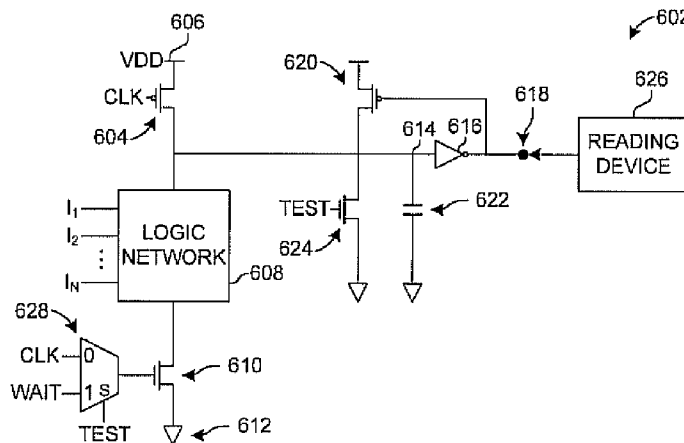 602
606
VDD
620
626
CLK
618
604
614
616
READING
DEVICE
I1
TEST
622
I2
LOGIC
NETWORK
624
IN
608
628
CLK
0
610
WAIT
1 S
TEST
612